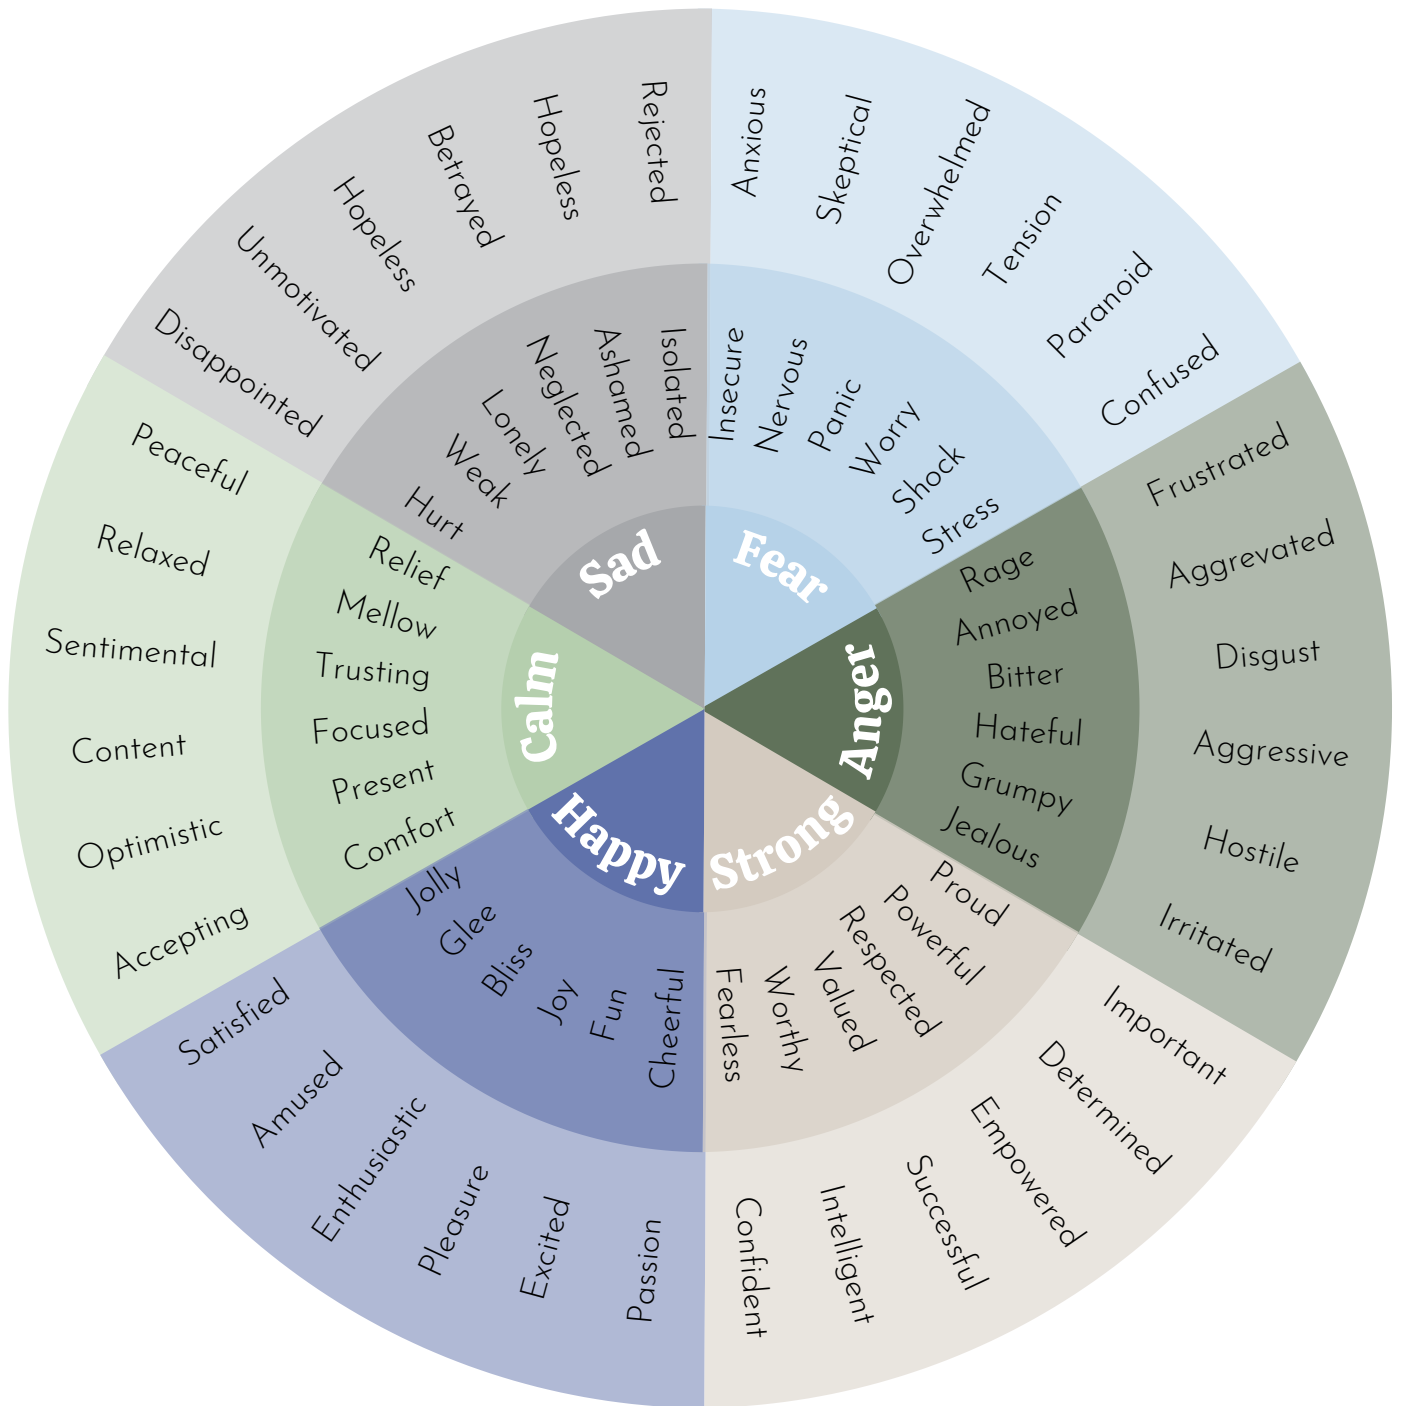 Sad
Fear
Anger
Strong
Happy
Calm
Isolated
Ashamed
Neglected
Lonely
Weak
Hurt
Rejected
Hopeless
Betrayed
Hopeless
Unmotivated
Disappointed
Insecure
Nervous
Panic
Worry
Shock
Stress
Anxious
Skeptical
Overwhelmed
Tension
Paranoid
Confused
Rage
Annoyed
Bitter
Hateful
Grumpy
Jealous
Frustrated
Aggrevated
Disgust
Aggressive
Hostile
Irritated
Proud
Powerful
Respected
Valued
Worthy
Fearless
Important
Determined
Empowered
Successful
Intelligent
Confident
Cheerful
Fun
Joy
Bliss
Glee
Jolly
Passion
Excited
Pleasure
Enthusiastic
Amused
Satisfied
Relief
Mellow
Trusting
Focused
Present
Comfort
Peaceful
Relaxed
Sentimental
Content
Optimistic
Accepting